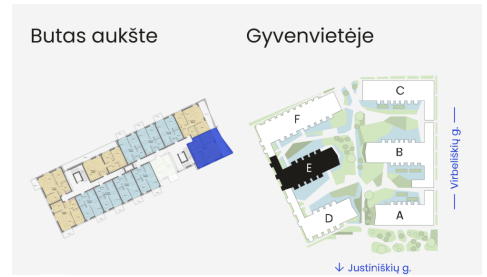 Butas aukšte
Gyvenvietėje
C
F
B
E
D
A
Virbeliškių g.
↓ Justiniškių g.